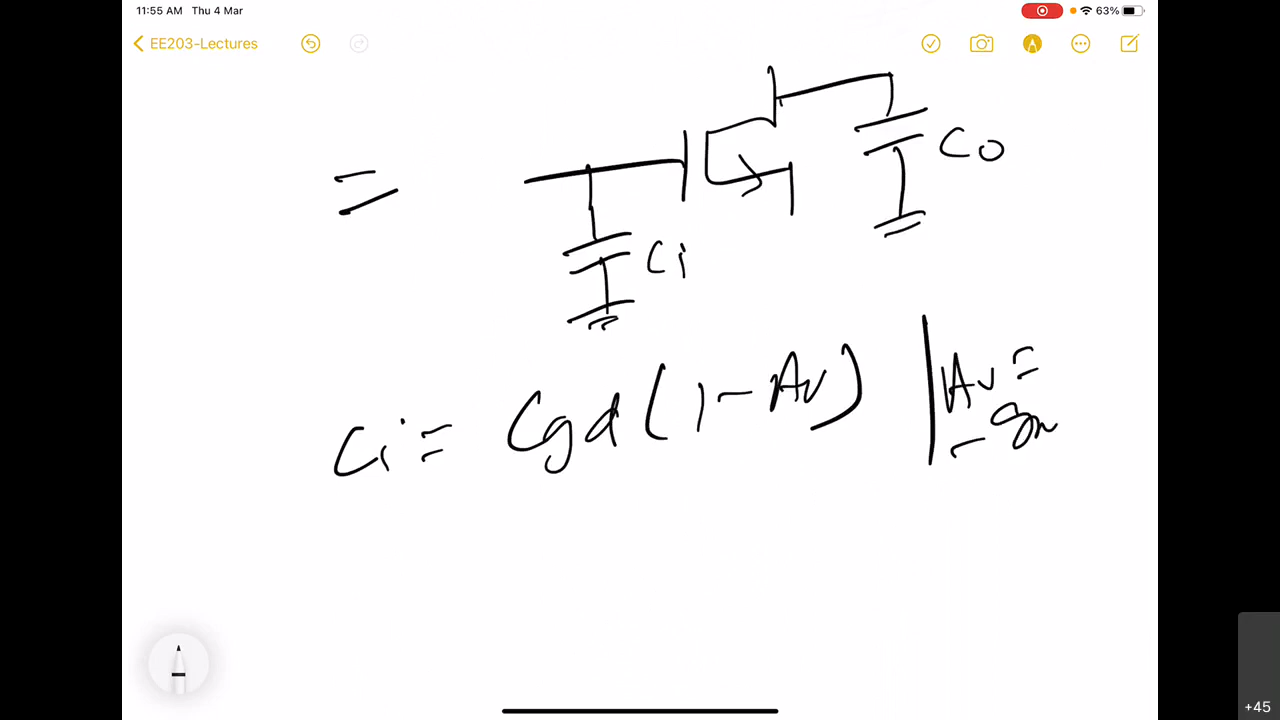 11:55 AM Thu 4 Mar
63%
EE203-Lectures
=
Co
Ci
Ci = Cgd (1 - Av) | Av =
- gm
+45